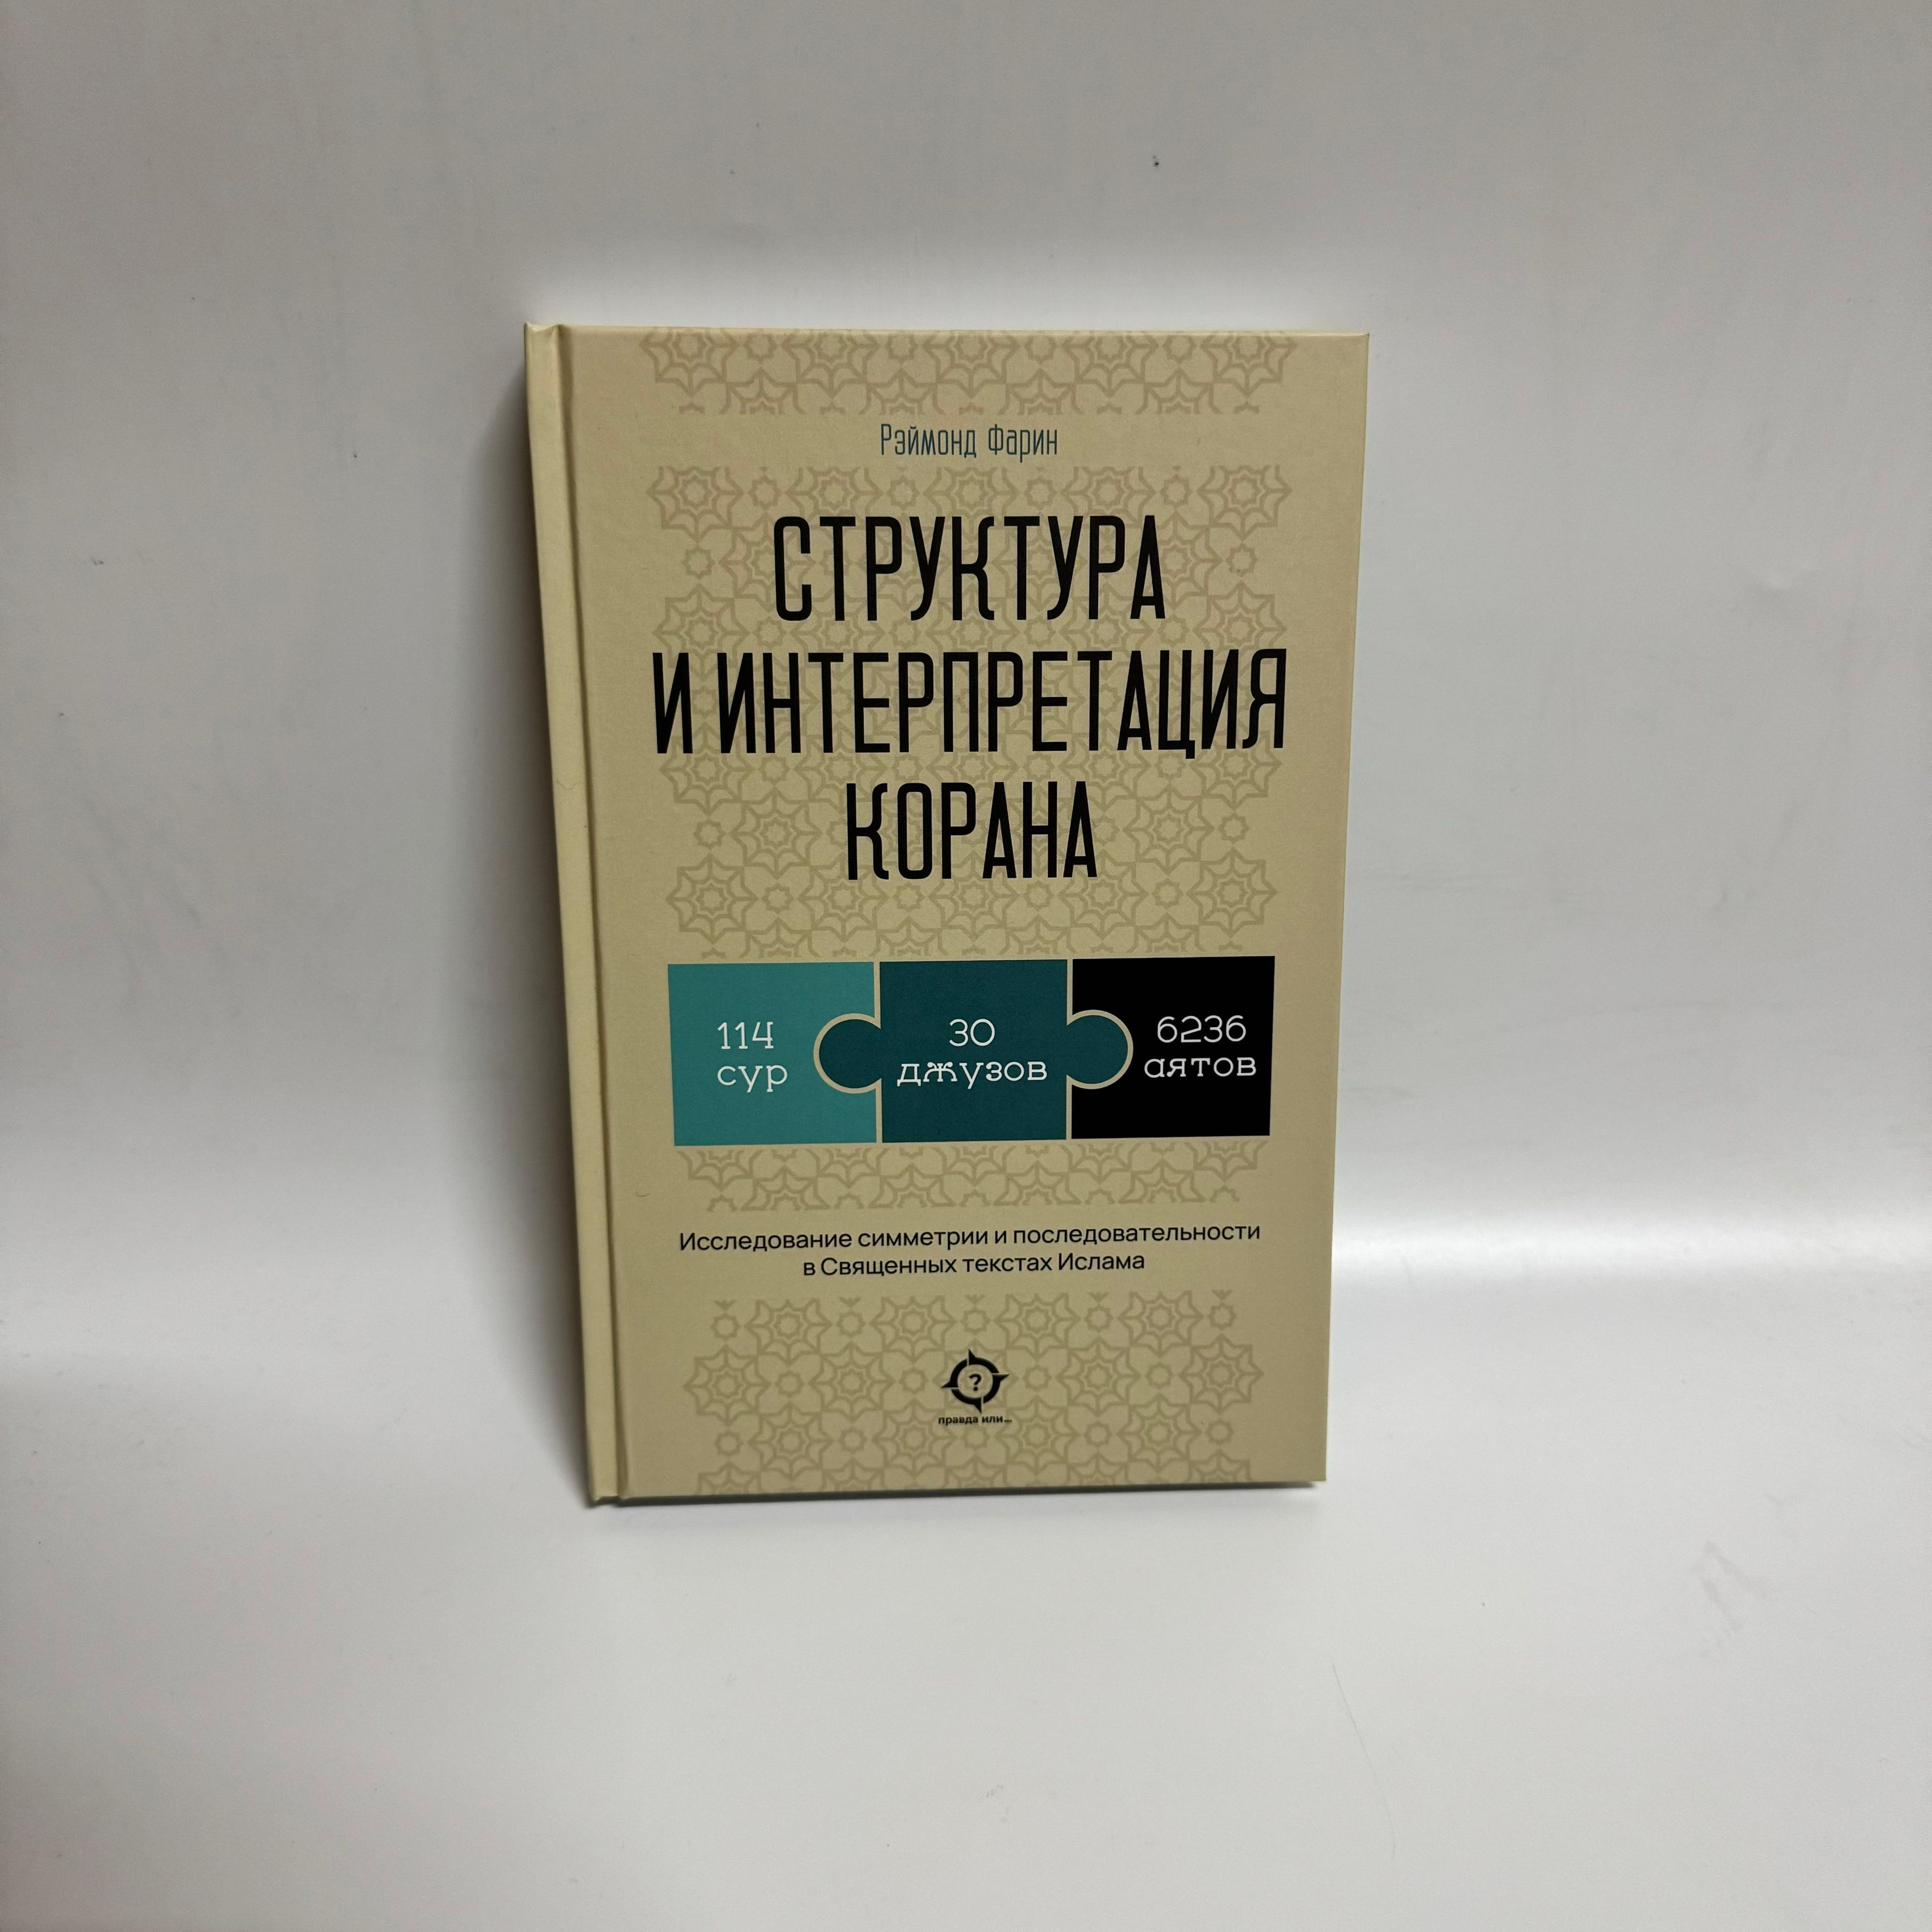 Рэймонд Фарин
СТРУКТУРА
И ИНТЕРПРЕТАЦИЯ
КОРАНА
114
сур
30
джузов
6236
аятов
Исследование симметрии и последовательности
в Священных текстах Ислама
?
правда или...